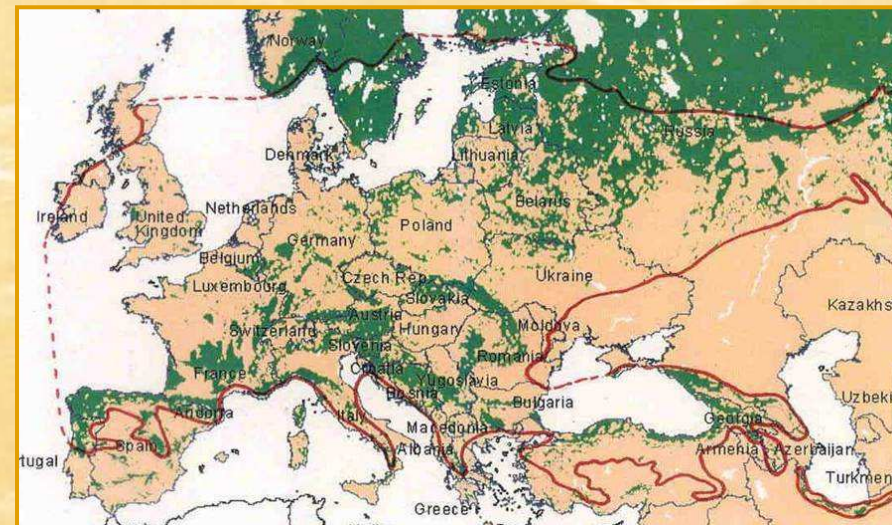 Norway
Estonia
Latvia
Russia
Denmark
Lithuania
Ireland
United
Kingdom
Netherlands
Belarus
Poland
Germany
Belgium
Luxembourg
Czech Rep.
Ukraine
Slovakia
Kazakhs
Austria
Switzerland
Hungary
Moldova
Slovenia
Romania
Croatia
France
Yugoslavia
Bosnia
Uzbeki
Andorra
Italy
Bulgaria
Georgia
Macedonia
Spain
Armenia
Azerbaijan
Albania
rtugal
Turkmen
Greece